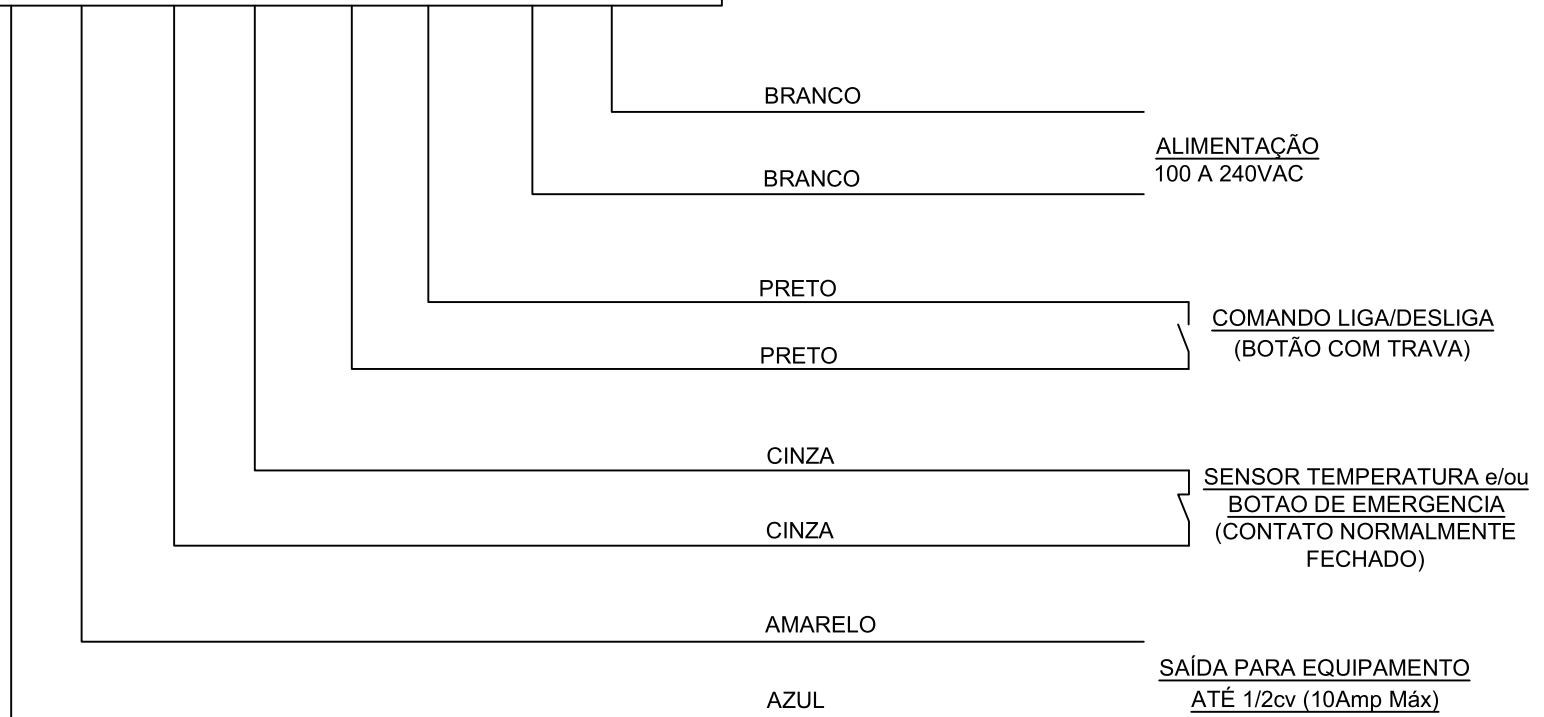 BRANCO
ALIMENTAÇÃO
100 A 240VAC
BRANCO
PRETO
COMANDO LIGA/DESLIGA
(BOTÃO COM TRAVA)
PRETO
CINZA
SENSOR TEMPERATURA e/ou
BOTAO DE EMERGENCIA
(CONTATO NORMALMENTE
FECHADO)
CINZA
AMARELO
SAÍDA PARA EQUIPAMENTO
ATÉ 1/2cv (10Amp Máx)
AZUL